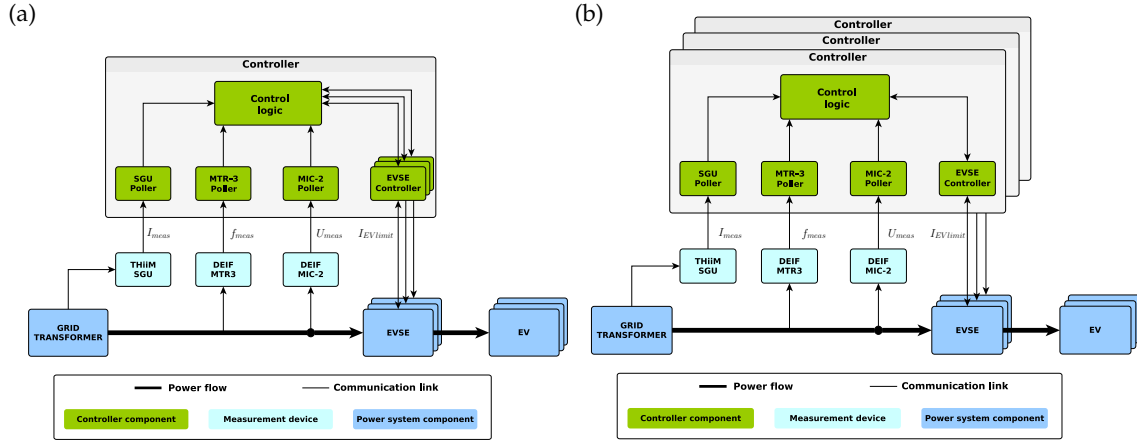 (a)
Controller
Control
logic
SGU
Poller
MTR-3
Poller
MIC-2
Poller
EVSE
Controller
I_meas
f_meas
U_meas
I_EVlimit
THiiM
SGU
DEIF
MTR3
DEIF
MIC-2
GRID
TRANSFORMER
EVSE
EV
Power flow
Communication link
Controller component
Measurement device
Power system component
(b)
Controller
Controller
Controller
Control
logic
SGU
Poller
MTR-3
Poller
MIC-2
Poller
EVSE
Controller
I_meas
f_meas
U_meas
I_EVlimit
THiiM
SGU
DEIF
MTR3
DEIF
MIC-2
GRID
TRANSFORMER
EVSE
EV
Power flow
Communication link
Controller component
Measurement device
Power system component